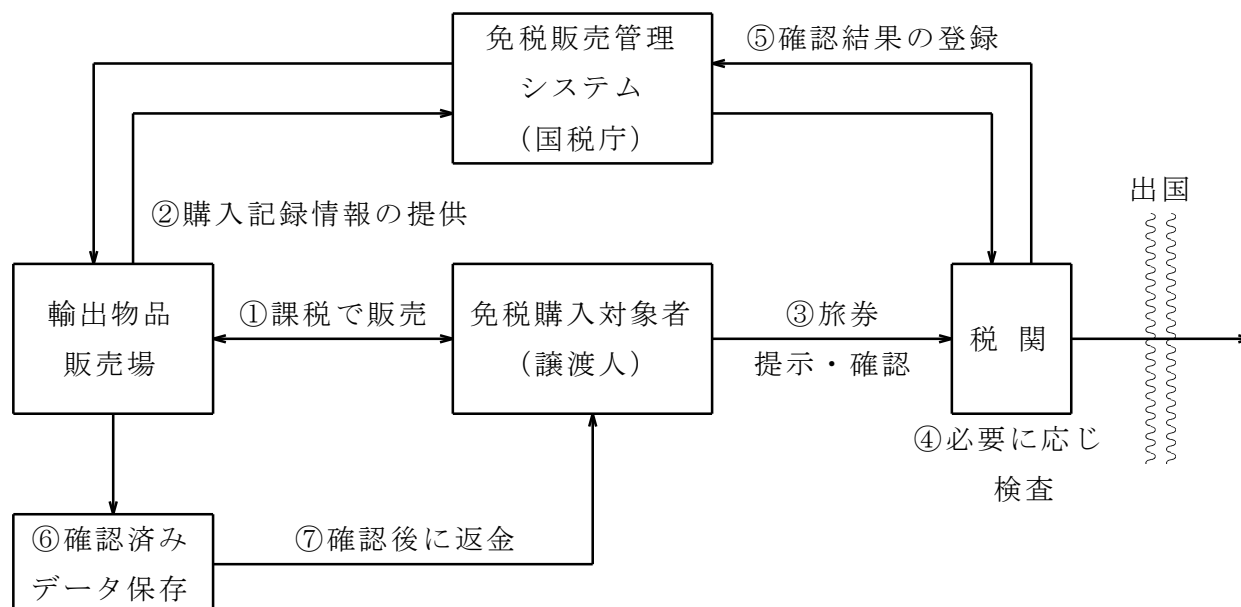 免税販売管理
システム
(国税庁)
⑤確認結果の登録
②購入記録情報の提供
出国
輸出物品
販売場
①課税で販売
免税購入対象者
(譲渡人)
③旅券
提示・確認
税 関
④必要に応じ
検査
⑥確認済み
データ保存
⑦確認後に返金